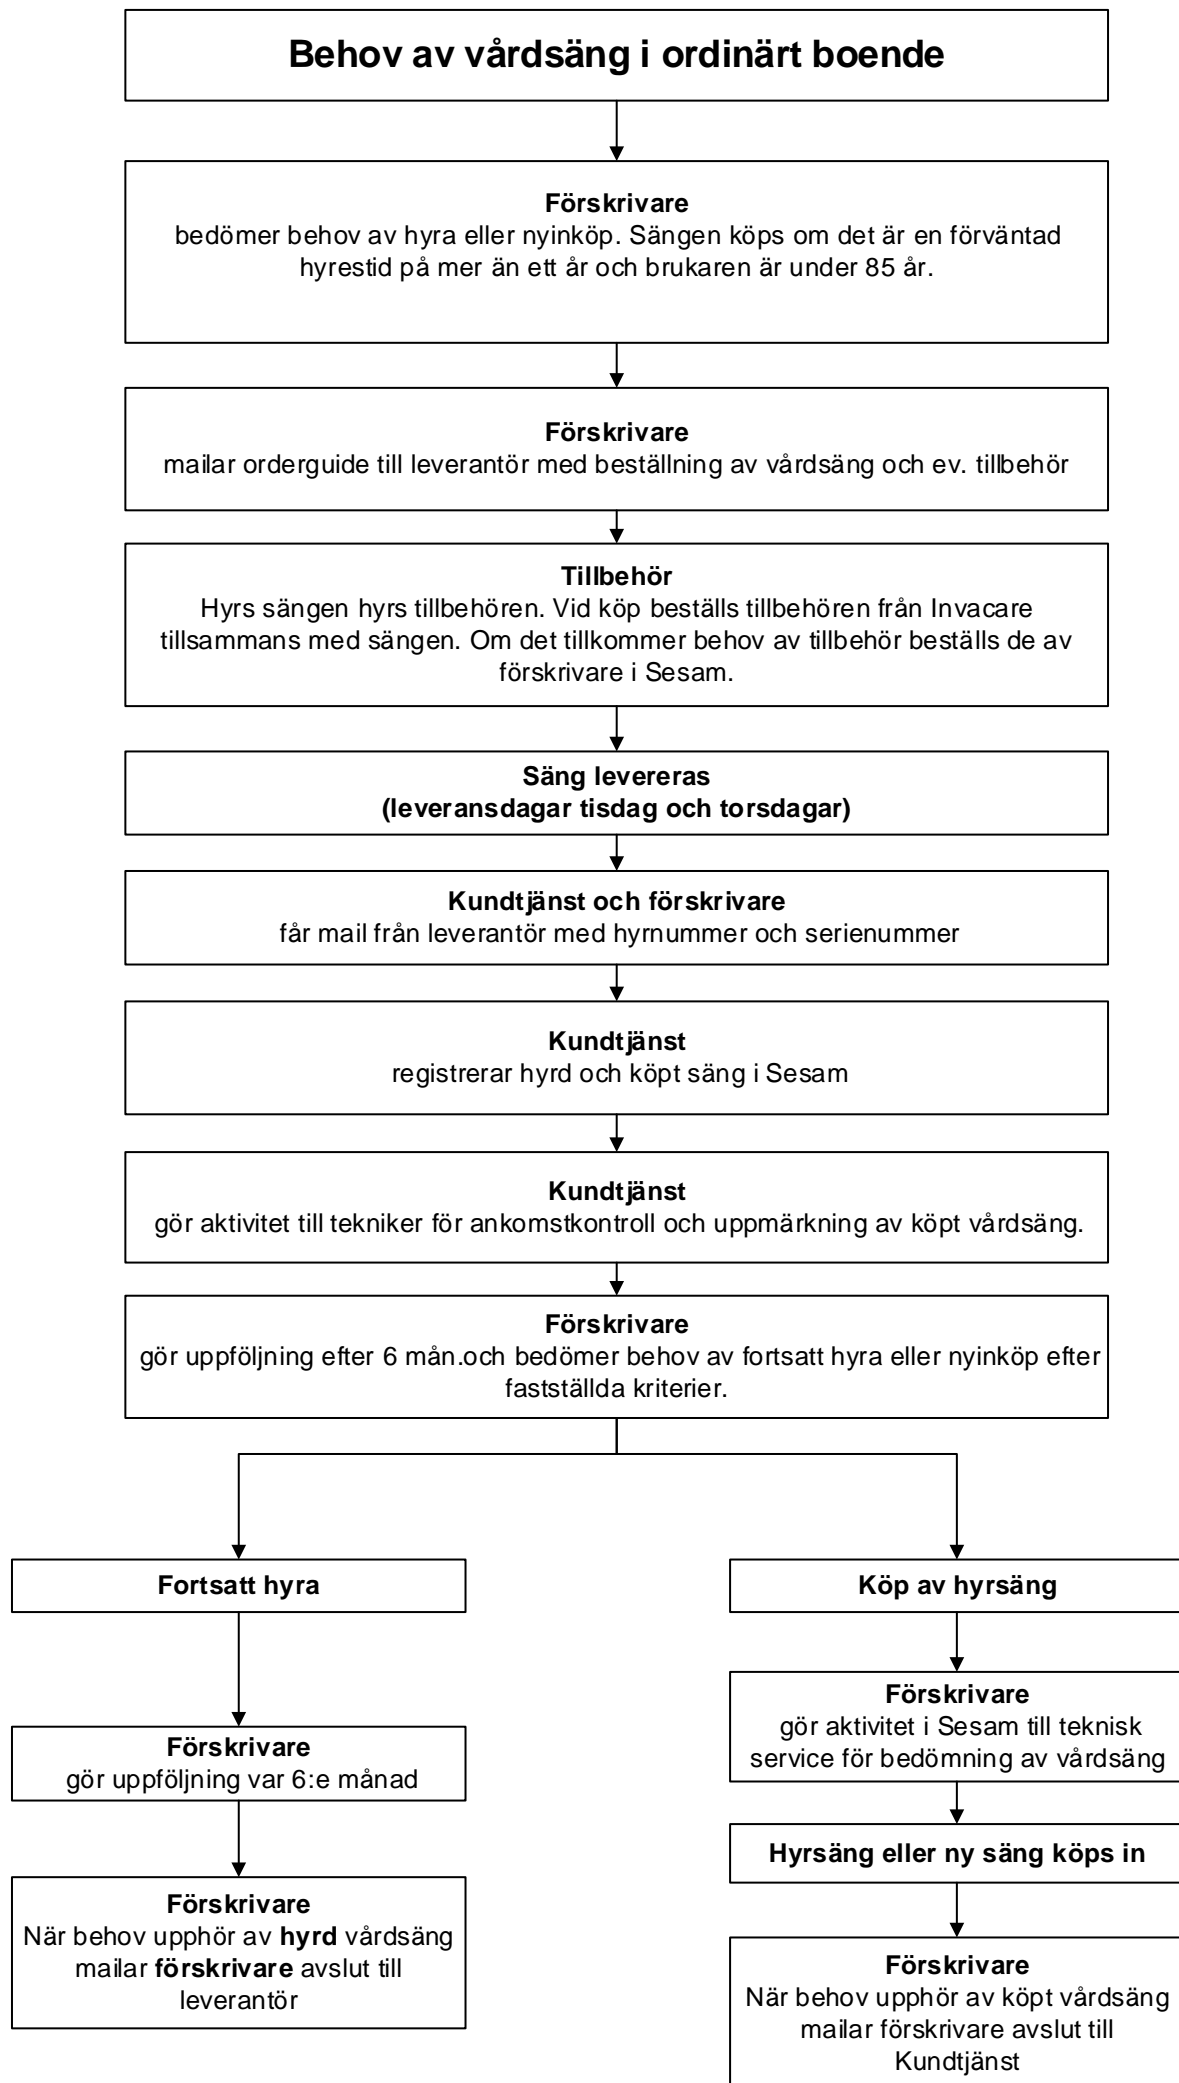 Behov av vårdsäng i ordinärt boende
Förskrivare
bedömer behov av hyra eller nyinköp. Sängen köps om det är en förväntad
hyrestid på mer än ett år och brukaren är under 85 år.
Förskrivare
mailar orderguide till leverantör med beställning av vårdsäng och ev. tillbehör
Tillbehör
Hyrs sängen hyrs tillbehören. Vid köp beställs tillbehören från Invacare
tillsammans med sängen. Om det tillkommer behov av tillbehör beställs de av
förskrivare i Sesam.
Säng levereras
(leveransdagar tisdag och torsdagar)
Kundtjänst och förskrivare
får mail från leverantör med hyrnummer och serienummer
Kundtjänst
registrerar hyrd och köpt säng i Sesam
Kundtjänst
gör aktivitet till tekniker för ankomstkontroll och uppmärkning av köpt vårdsäng.
Förskrivare
gör uppföljning efter 6 mån.och bedömer behov av fortsatt hyra eller nyinköp efter
fastställda kriterier.
Fortsatt hyra
Förskrivare
gör uppföljning var 6:e månad
Förskrivare
När behov upphör av hyrd vårdsäng
mailar förskrivare avslut till
leverantör
Köp av hyrsäng
Förskrivare
gör aktivitet i Sesam till teknisk
service för bedömning av vårdsäng
Hyrsäng eller ny säng köps in
Förskrivare
När behov upphör av köpt vårdsäng
mailar förskrivare avslut till
Kundtjänst